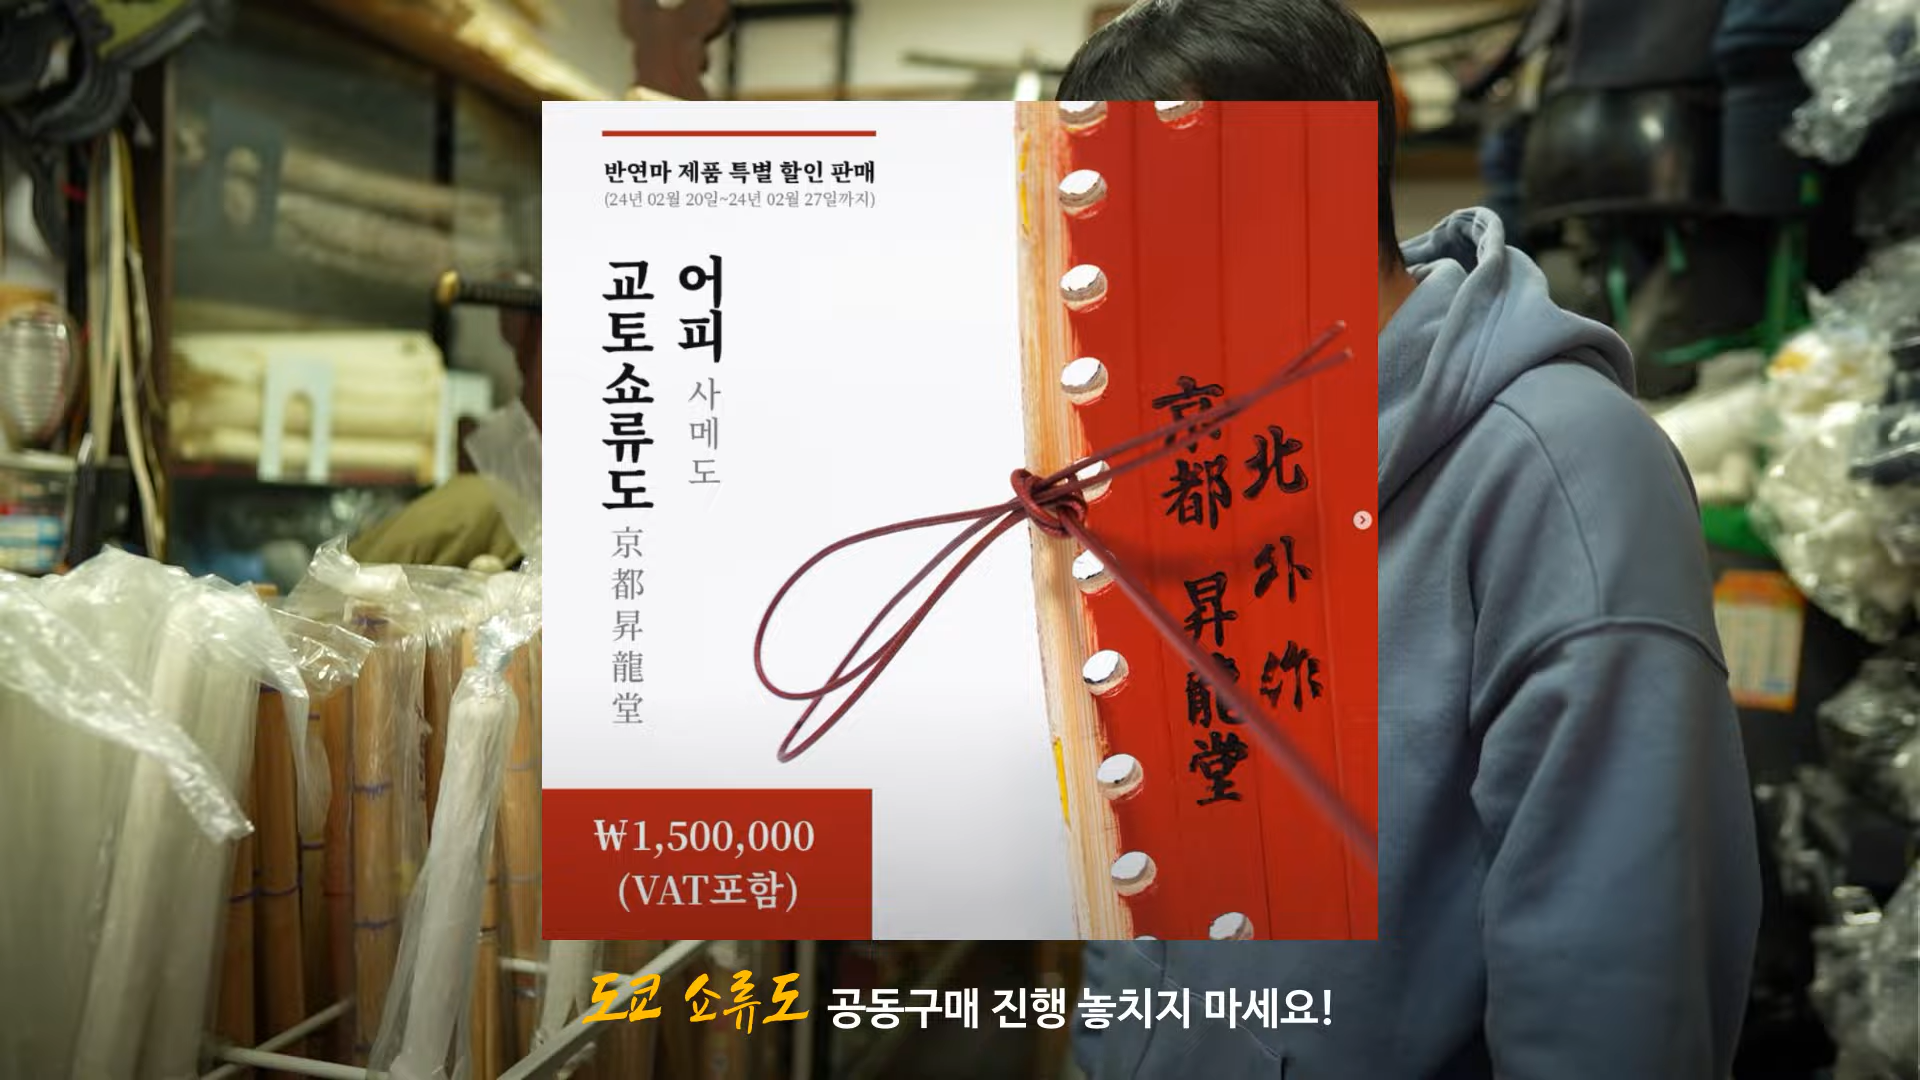 반연마 제품 특별 할인 판매
(24년 02월 20일~24년 02월 27일까지)
어피 사메도
교토쇼류도 京都昇龍堂
北外作
京都 昇龍堂
₩1,500,000
(VAT포함)
도쿄 쇼류도 공동구매 진행 놓치지 마세요!